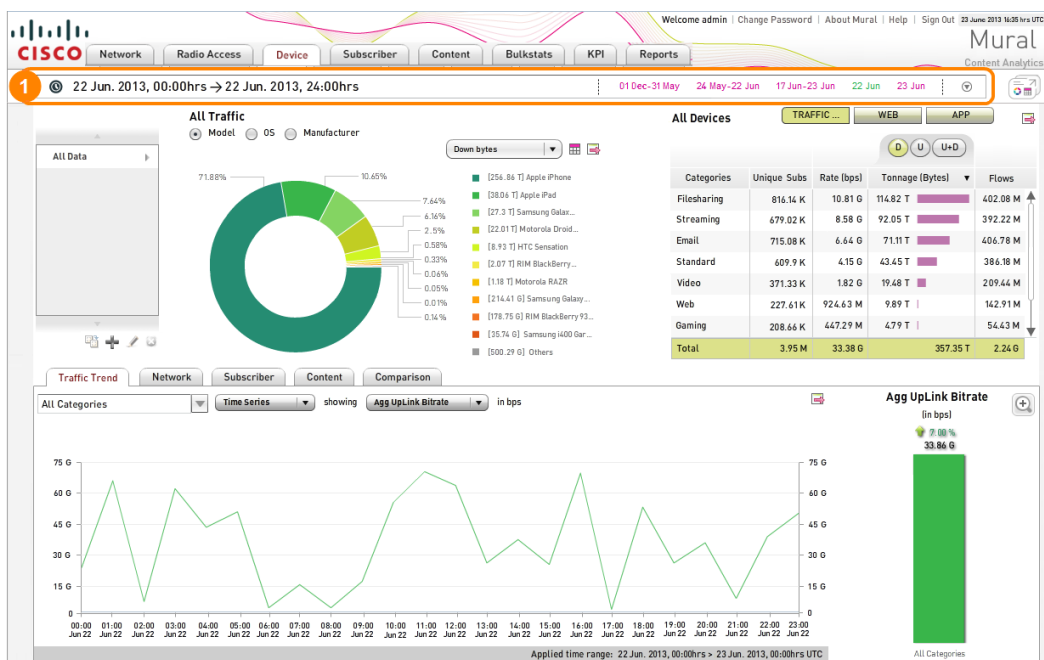 Welcome admin | Change Password | About Mural | Help | Sign Out 23 June 2013 16:35 hrs UTC
CISCO
Network Radio Access Device Subscriber Content Bulkstats KPI Reports
Mural
Content Analytics
1 22 Jun. 2013, 00:00hrs → 22 Jun. 2013, 24:00hrs 01 Dec-31 May 24 May-22 Jun 17 Jun-23 Jun 22 Jun 23 Jun
All Data
All Traffic
Model OS Manufacturer
Down bytes
71.88%
10.65%
7.64%
6.16%
2.5%
0.58%
0.33%
0.06%
0.05%
0.01%
0.14%
[256.86 T] Apple iPhone
[38.06 T] Apple iPad
[27.3 T] Samsung Galax...
[22.01 T] Motorola Droid...
[8.93 T] HTC Sensation
[2.07 T] RIM BlackBerry...
[1.18 T] Motorola RAZR
[214.41 G] Samsung Galaxy...
[178.75 G] RIM BlackBerry 93...
[35.74 G] Samsung i400 Gar...
[500.29 G] Others
All Devices TRAFFIC ... WEB APP
D U U+D
Categories Unique Subs Rate (bps) Tonnage (Bytes) ▼ Flows
Filesharing 816.14 K 10.81 G 114.82 T 402.08 M
Streaming 679.02 K 8.58 G 92.05 T 392.22 M
Email 715.08 K 6.64 G 71.11 T 406.78 M
Standard 609.9 K 4.15 G 43.45 T 386.18 M
Video 371.33 K 1.82 G 19.48 T 209.44 M
Web 227.61 K 924.63 M 9.89 T 142.91 M
Gaming 208.66 K 447.29 M 4.79 T 54.43 M
Total 3.95 M 33.38 G 357.35 T 2.24 G
Traffic Trend Network Subscriber Content Comparison
All Categories Time Series showing Agg UpLink Bitrate in bps
75 G 75 G
60 G 60 G
45 G 45 G
30 G 30 G
15 G 15 G
0 0
00:00 01:00 02:00 03:00 04:00 05:00 06:00 07:00 08:00 09:00 10:00 11:00 12:00 13:00 14:00 15:00 16:00 17:00 18:00 19:00 20:00 21:00 22:00 23:00
Jun 22 Jun 22 Jun 22 Jun 22 Jun 22 Jun 22 Jun 22 Jun 22 Jun 22 Jun 22 Jun 22 Jun 22 Jun 22 Jun 22 Jun 22 Jun 22 Jun 22 Jun 22 Jun 22 Jun 22 Jun 22 Jun 22 Jun 22 Jun 22
Applied time range: 22 Jun. 2013, 00:00hrs > 23 Jun. 2013, 00:00hrs UTC
Agg UpLink Bitrate
(in bps)
7.00 %
33.86 G
All Categories